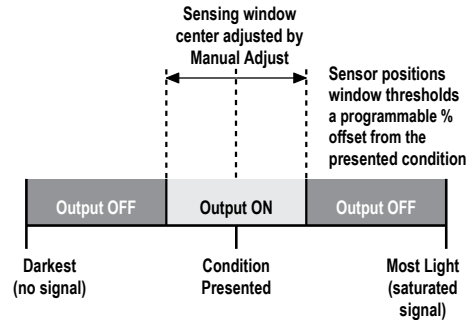 Sensing window
center adjusted by
Manual Adjust
Sensor positions
window thresholds
a programmable %
offset from the
presented condition
Output OFF
Output ON
Output OFF
Darkest
(no signal)
Condition
Presented
Most Light
(saturated
signal)